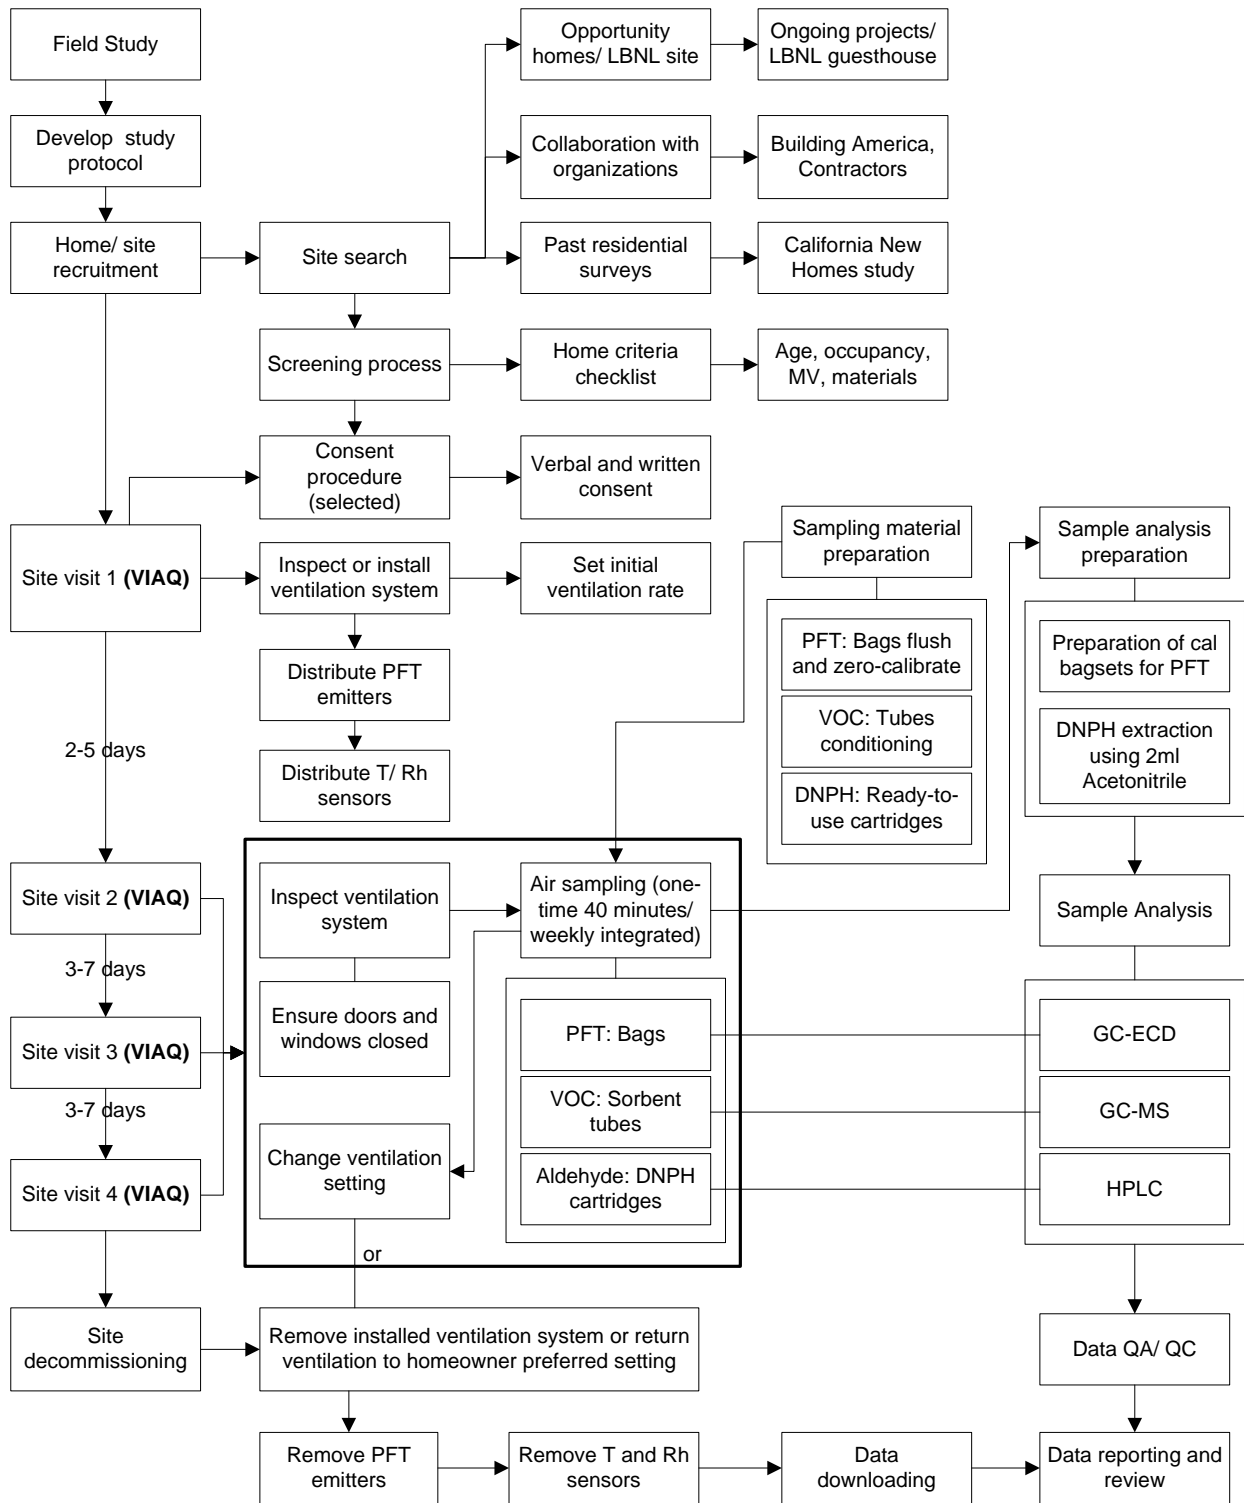 Field Study
Opportunity
homes/ LBNL site
Ongoing projects/
LBNL guesthouse
Develop study
protocol
Collaboration with
organizations
Building America,
Contractors
Home/ site
recruitment
Site search
Past residential
surveys
California New
Homes study
Screening process
Home criteria
checklist
Age, occupancy,
MV, materials
Consent
procedure
(selected)
Verbal and written
consent
Site visit 1 (VIAQ)
Inspect or install
ventilation system
Set initial
ventilation rate
Sampling material
preparation
Sample analysis
preparation
Distribute PFT
emitters
PFT: Bags flush
and zero-calibrate
Preparation of cal
bagsets for PFT
2-5 days
Distribute T/ Rh
sensors
VOC: Tubes
conditioning
DNPH extraction
using 2ml
Acetonitrile
DNPH: Ready-to-
use cartridges
Site visit 2 (VIAQ)
Inspect ventilation
system
Air sampling (one-
time 40 minutes/
weekly integrated)
Sample Analysis
3-7 days
Ensure doors and
windows closed
Site visit 3 (VIAQ)
PFT: Bags
GC-ECD
3-7 days
VOC: Sorbent
tubes
GC-MS
Site visit 4 (VIAQ)
Change ventilation
setting
Aldehyde: DNPH
cartridges
HPLC
or
Site
decommissioning
Remove installed ventilation system or return
ventilation to homeowner preferred setting
Data QA/ QC
Remove PFT
emitters
Remove T and Rh
sensors
Data
downloading
Data reporting and
review